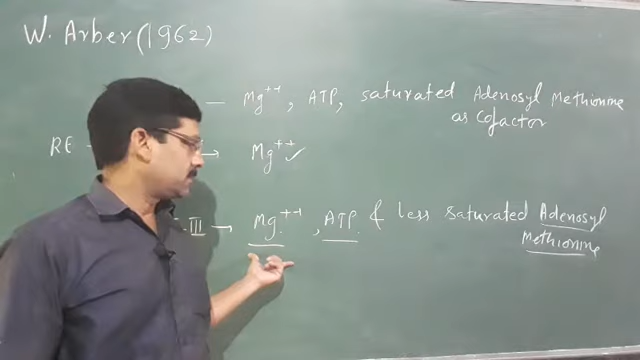 W. Arber (1962)
— Mg++, ATP, saturated Adenosyl Methionine
as cofactor
RE → Mg++ ✓
III → Mg++, ATP & less saturated Adenosyl
Methionine